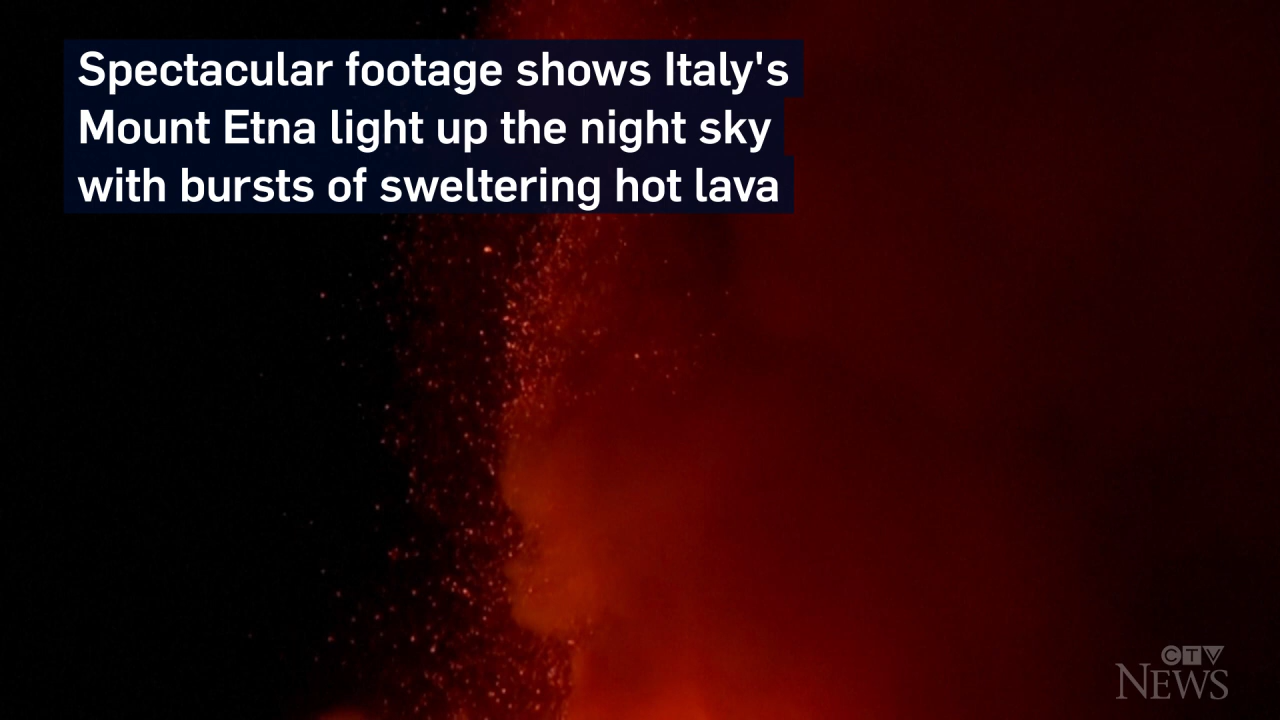 Spectacular footage shows Italy's
Mount Etna light up the night sky
with bursts of sweltering hot lava
CTV
NEWS